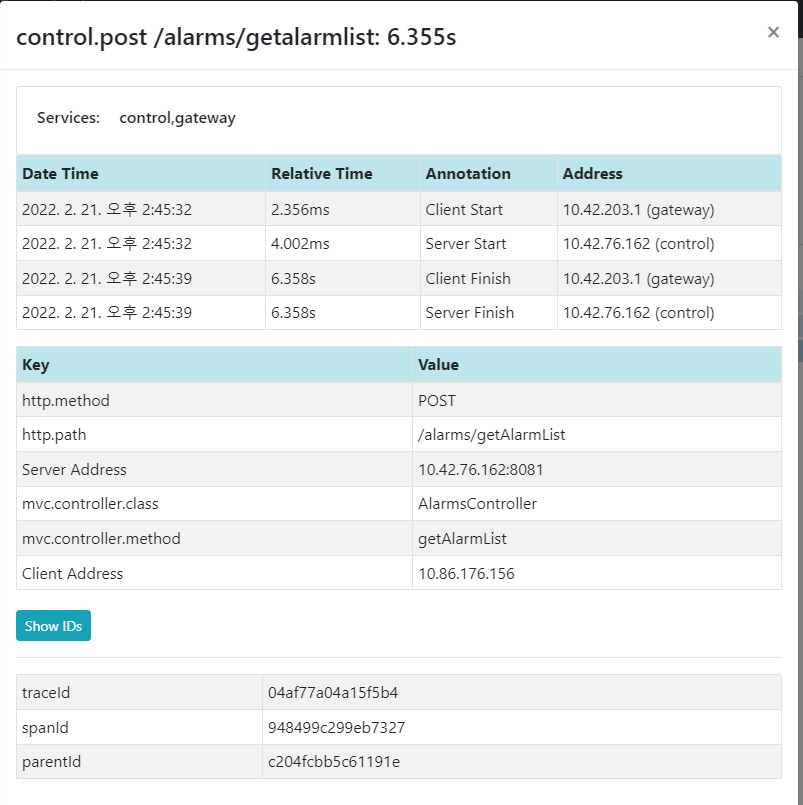 control.post /alarms/getalarmlist: 6.355s ×
Services: control,gateway
Date Time Relative Time Annotation Address
2022. 2. 21. 오후 2:45:32 2.356ms Client Start 10.42.203.1 (gateway)
2022. 2. 21. 오후 2:45:32 4.002ms Server Start 10.42.76.162 (control)
2022. 2. 21. 오후 2:45:39 6.358s Client Finish 10.42.203.1 (gateway)
2022. 2. 21. 오후 2:45:39 6.358s Server Finish 10.42.76.162 (control)
Key Value
http.method POST
http.path /alarms/getAlarmList
Server Address 10.42.76.162:8081
mvc.controller.class AlarmsController
mvc.controller.method getAlarmList
Client Address 10.86.176.156
Show IDs
traceId 04af77a04a15f5b4
spanId 948499c299eb7327
parentId c204fcbb5c61191e